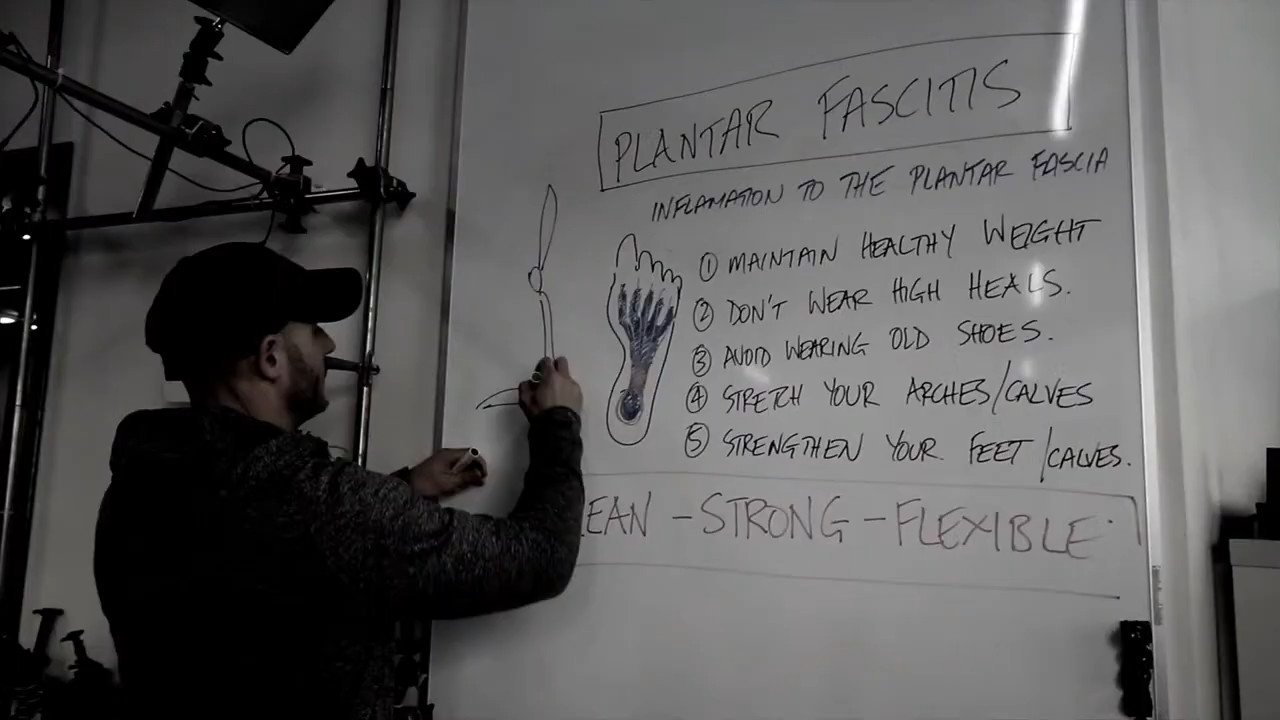 PLANTAR FASCITIS
INFLAMATION TO THE PLANTAR FASCIA
① MAINTAIN HEALTHY WEIGHT
② DON'T WEAR HIGH HEALS.
③ AVOID WEARING OLD SHOES.
④ STRETCH YOUR ARCHES/CALVES
⑤ STRENGTHEN YOUR FEET/CALVES.
EAN - STRONG - FLEXIBLE